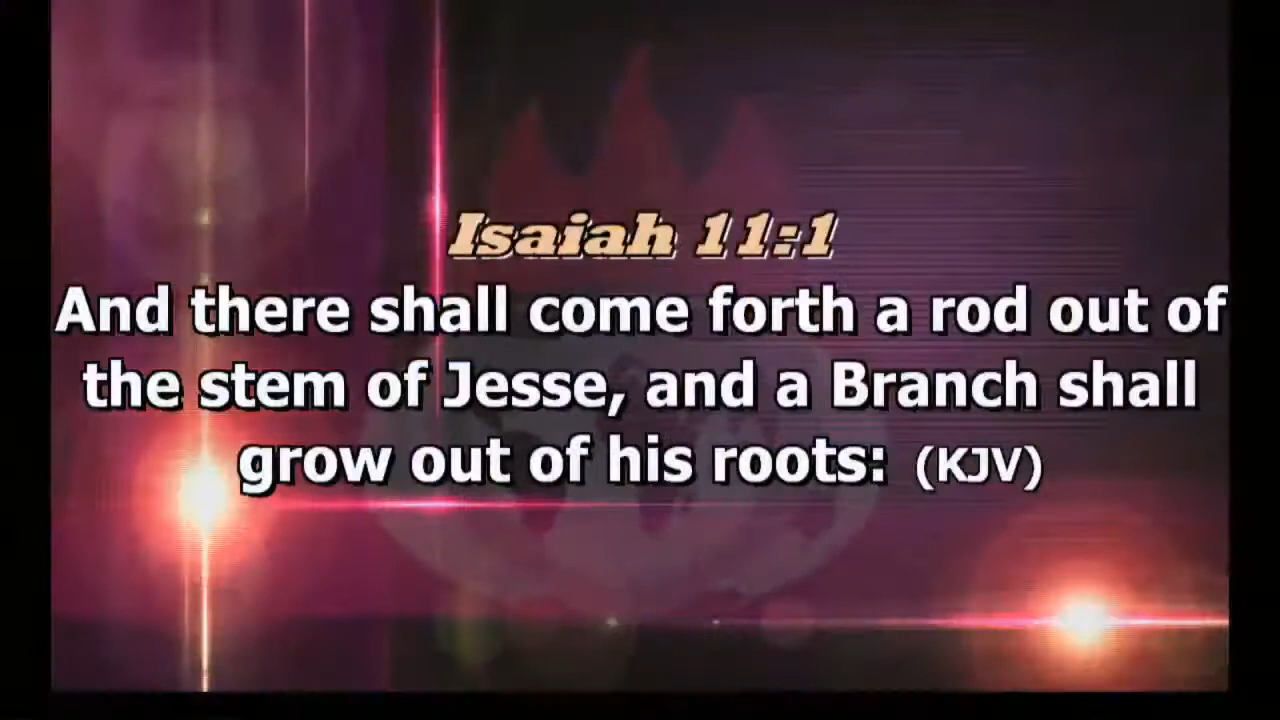 Isaiah 11:1
And there shall come forth a rod out of
the stem of Jesse, and a Branch shall
grow out of his roots: (KJV)